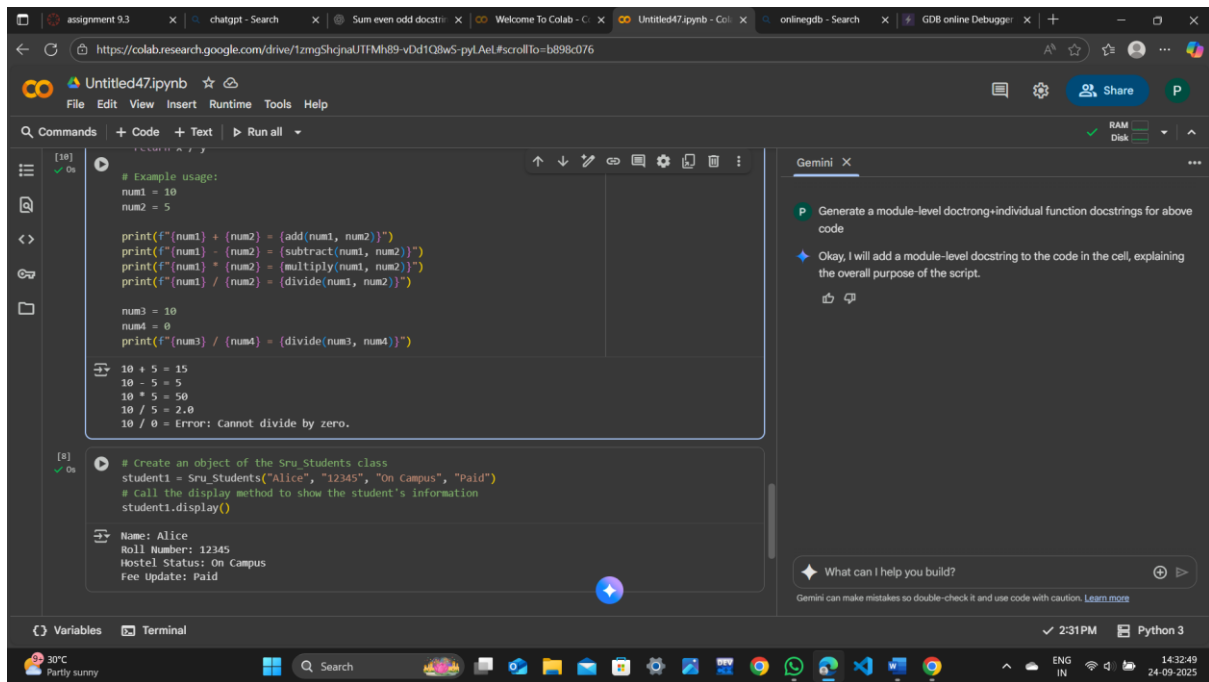 assignment 9.3
chatgpt - Search
Sum even odd docstrin
Welcome To Colab - C
Untitled47.ipynb - Col
onlinegdb - Search
GDB online Debugger
https://colab.research.google.com/drive/1zmgShcjnaUTFMh89-vDd1Q8wS-pyLAeL#scrollTo=b898c076
Untitled47.ipynb
Share
P
File Edit View Insert Runtime Tools Help
Commands + Code + Text Run all
RAM
Disk
[10]
0s
return x / y
# Example usage:
num1 = 10
num2 = 5
print(f"{num1} + {num2} = {add(num1, num2)}")
print(f"{num1} - {num2} = {subtract(num1, num2)}")
print(f"{num1} * {num2} = {multiply(num1, num2)}")
print(f"{num1} / {num2} = {divide(num1, num2)}")
num3 = 10
num4 = 0
print(f"{num3} / {num4} = {divide(num3, num4)}")
10 + 5 = 15
10 - 5 = 5
10 * 5 = 50
10 / 5 = 2.0
10 / 0 = Error: Cannot divide by zero.
[8]
0s
# Create an object of the Sru_Students class
student1 = Sru_Students("Alice", "12345", "On Campus", "Paid")
# Call the display method to show the student's information
student1.display()
Name: Alice
Roll Number: 12345
Hostel Status: On Campus
Fee Update: Paid
Gemini
P
Generate a module-level doctrong+individual function docstrings for above
code
Okay, I will add a module-level docstring to the code in the cell, explaining
the overall purpose of the script.
What can I help you build?
Gemini can make mistakes so double-check it and use code with caution. Learn more
{} Variables Terminal
2:31 PM Python 3
9+
30°C
Partly sunny
Search
DEV
ENG
IN
14:32:49
24-09-2025